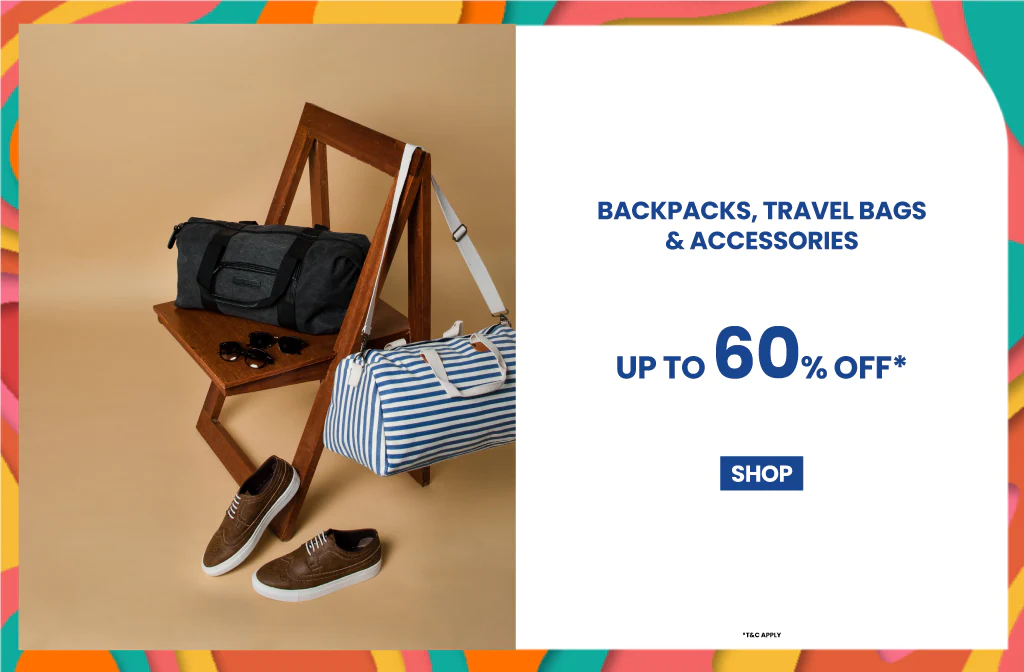 BACKPACKS, TRAVEL BAGS
& ACCESSORIES
UP TO 60% OFF*
SHOP
*T&C APPLY